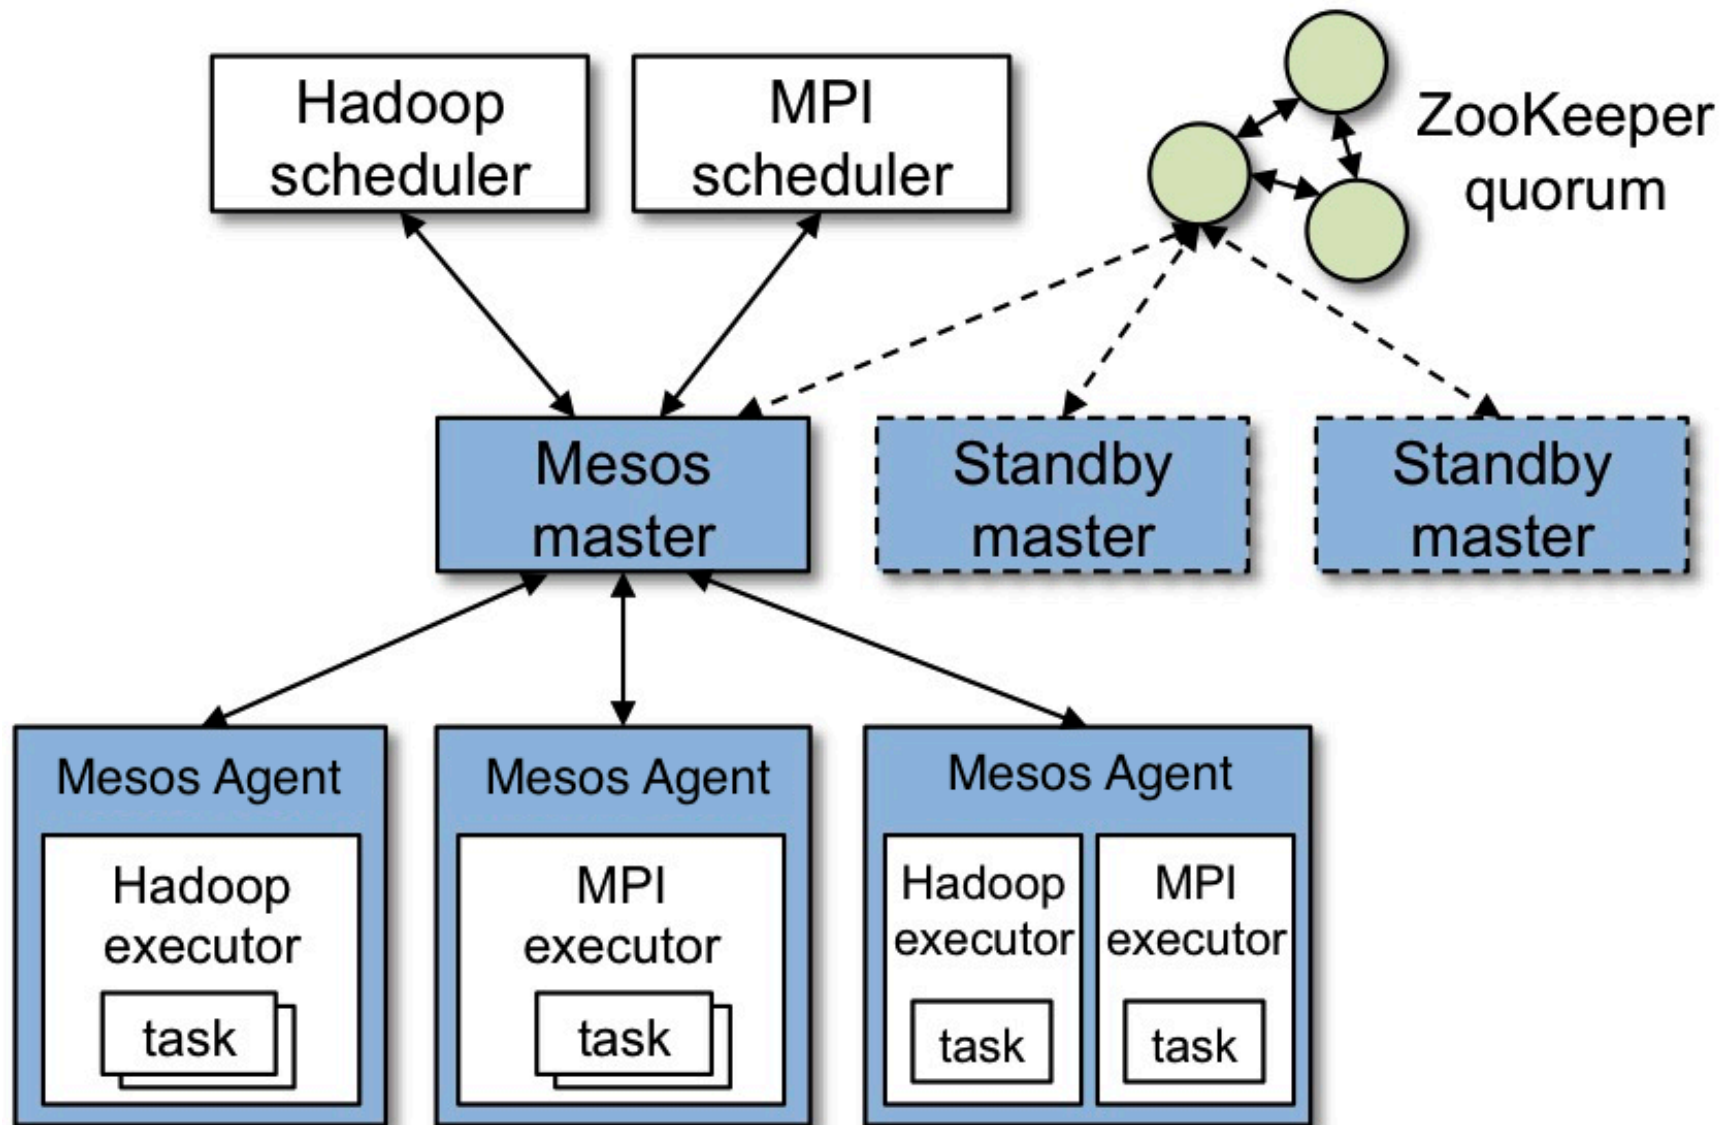 Hadoop
scheduler
MPI
scheduler
ZooKeeper
quorum
Mesos
master
Standby
master
Standby
master
Mesos Agent
Hadoop
executor
task
Mesos Agent
MPI
executor
task
Mesos Agent
Hadoop
executor
task
MPI
executor
task